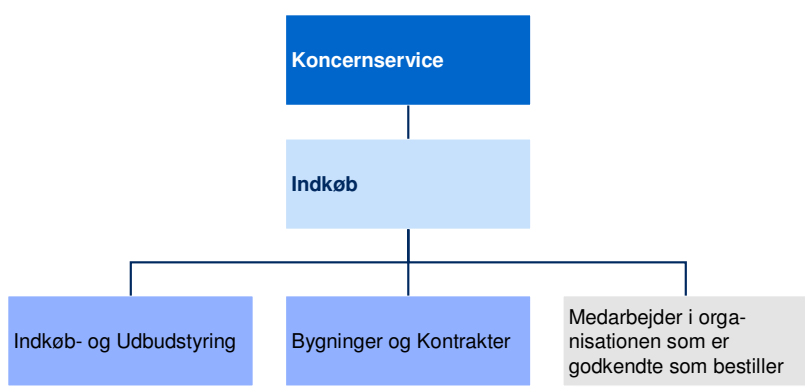 Koncernservice
Indkøb
Indkøb- og Udbudstyring
Bygninger og Kontrakter
Medarbejder i orga-
nisationen som er
godkendte som bestiller